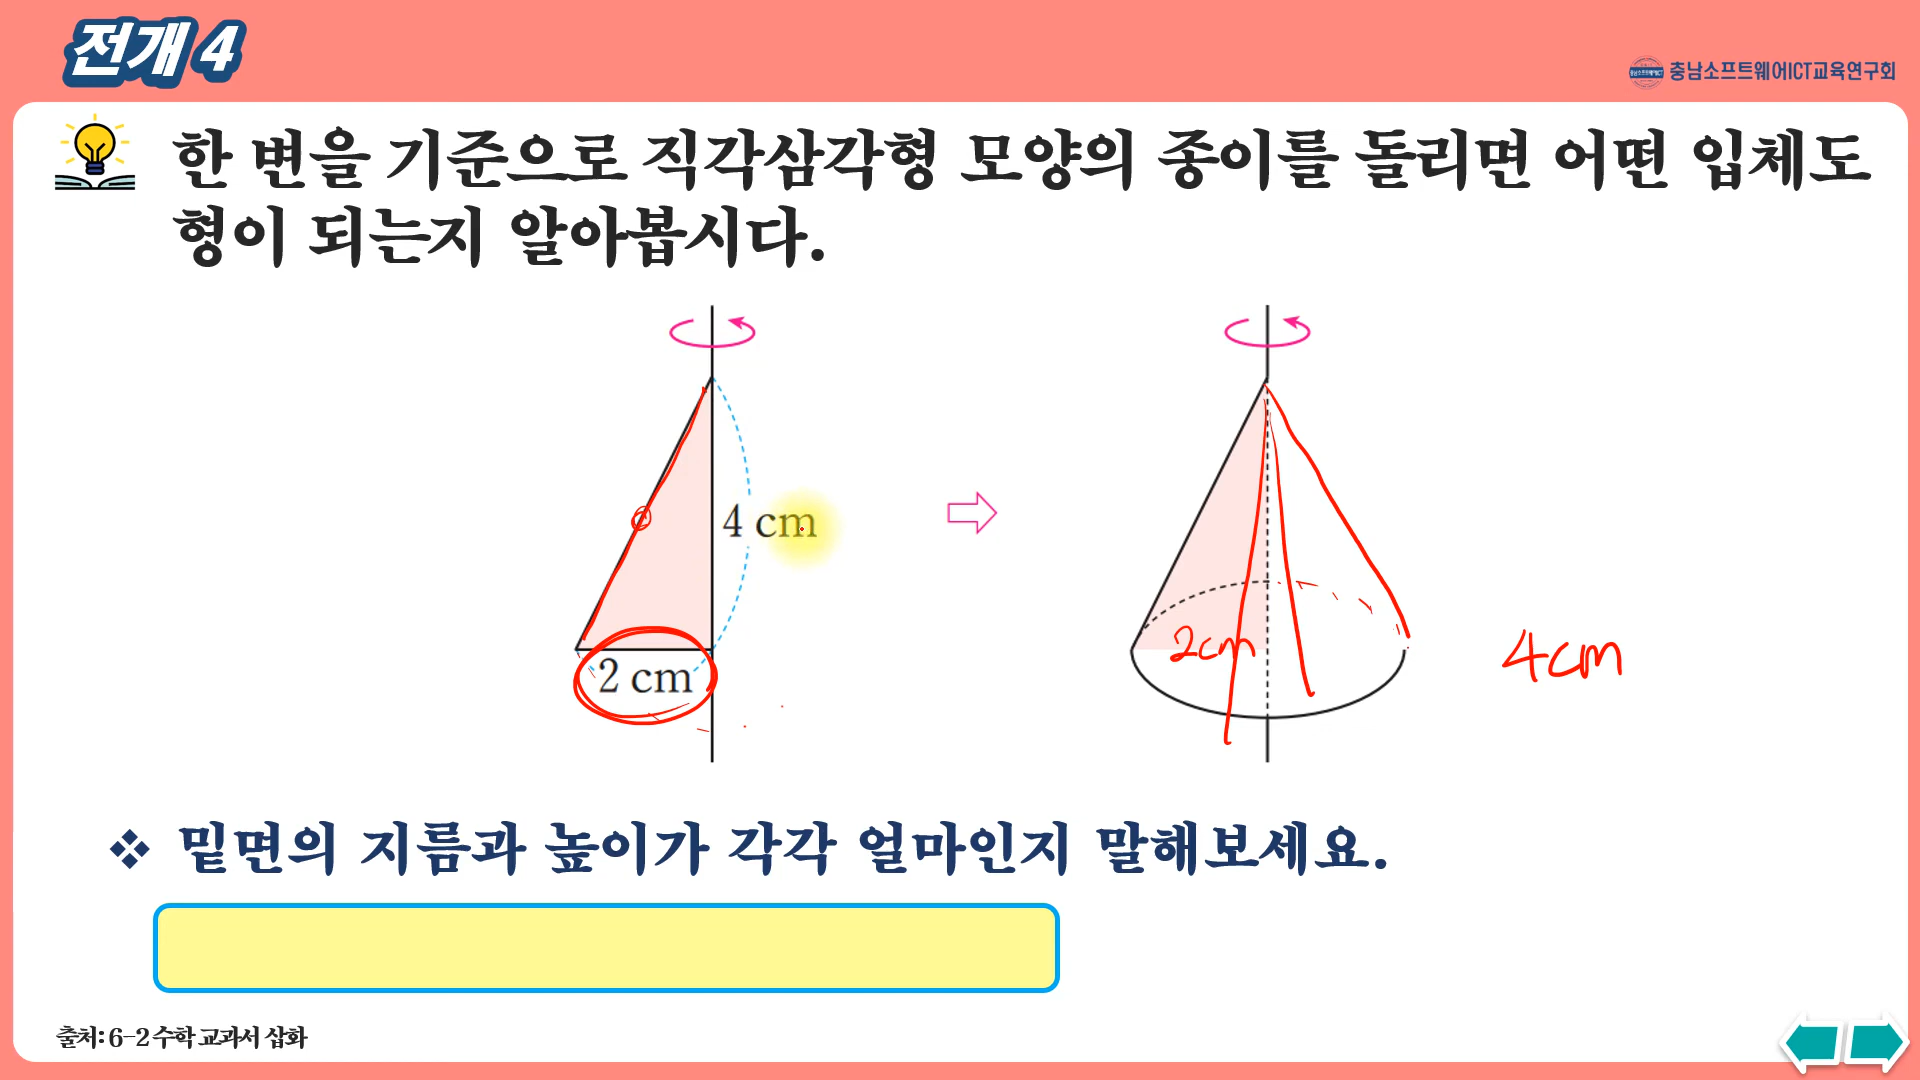 전개 4
충남소프트웨어ICT교육연구회
한 변을 기준으로 직각삼각형 모양의 종이를 돌리면 어떤 입체도
형이 되는지 알아봅시다.
4 cm
2 cm
2cm
4cm
밑면의 지름과 높이가 각각 얼마인지 말해보세요.
출처: 6-2 수학 교과서 삽화